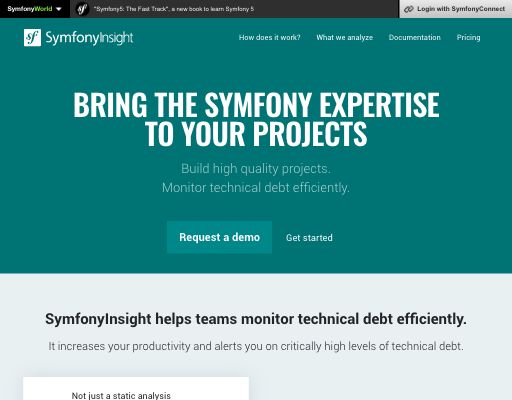 SymfonyWorld
"Symfony5: The Fast Track", a new book to learn Symfony 5
Login with SymfonyConnect
sf SymfonyInsight
How does it work?
What we analyze
Documentation
Pricing
BRING THE SYMFONY EXPERTISE
TO YOUR PROJECTS
Build high quality projects.
Monitor technical debt efficiently.
Request a demo
Get started
SymfonyInsight helps teams monitor technical debt efficiently.
It increases your productivity and alerts you on critically high levels of technical debt.
Not just a static analysis